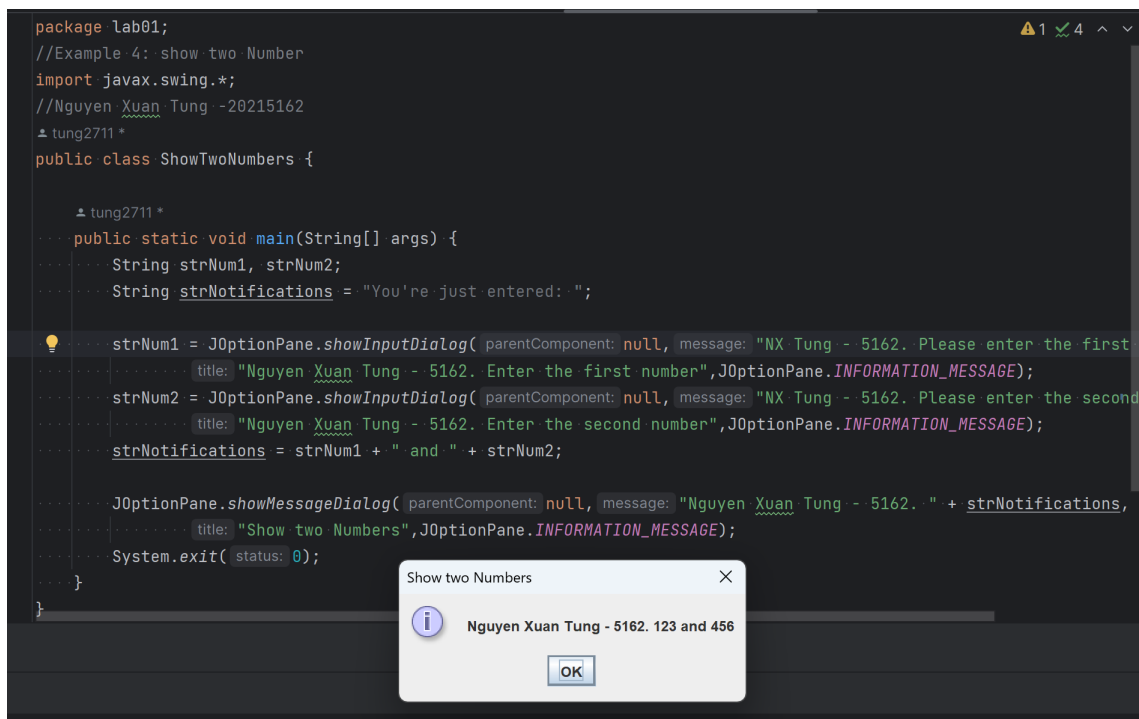 package lab01;
1 4
//Example 4: show two Number
import javax.swing.*;
//Nguyen Xuan Tung -20215162
tung2711 *
public class ShowTwoNumbers {
tung2711 *
public static void main(String[] args) {
String strNum1, strNum2;
String strNotifications = "You're just entered: ";
strNum1 = JOptionPane.showInputDialog( parentComponent: null, message: "NX Tung - 5162. Please enter the first
title: "Nguyen Xuan Tung - 5162. Enter the first number",JOptionPane.INFORMATION_MESSAGE);
strNum2 = JOptionPane.showInputDialog( parentComponent: null, message: "NX Tung - 5162. Please enter the second
title: "Nguyen Xuan Tung - 5162. Enter the second number",JOptionPane.INFORMATION_MESSAGE);
strNotifications = strNum1 + " and " + strNum2;
JOptionPane.showMessageDialog( parentComponent: null, message: "Nguyen Xuan Tung - 5162. " + strNotifications,
title: "Show two Numbers",JOptionPane.INFORMATION_MESSAGE);
System.exit( status: 0);
}
}
Show two Numbers
Nguyen Xuan Tung - 5162. 123 and 456
OK